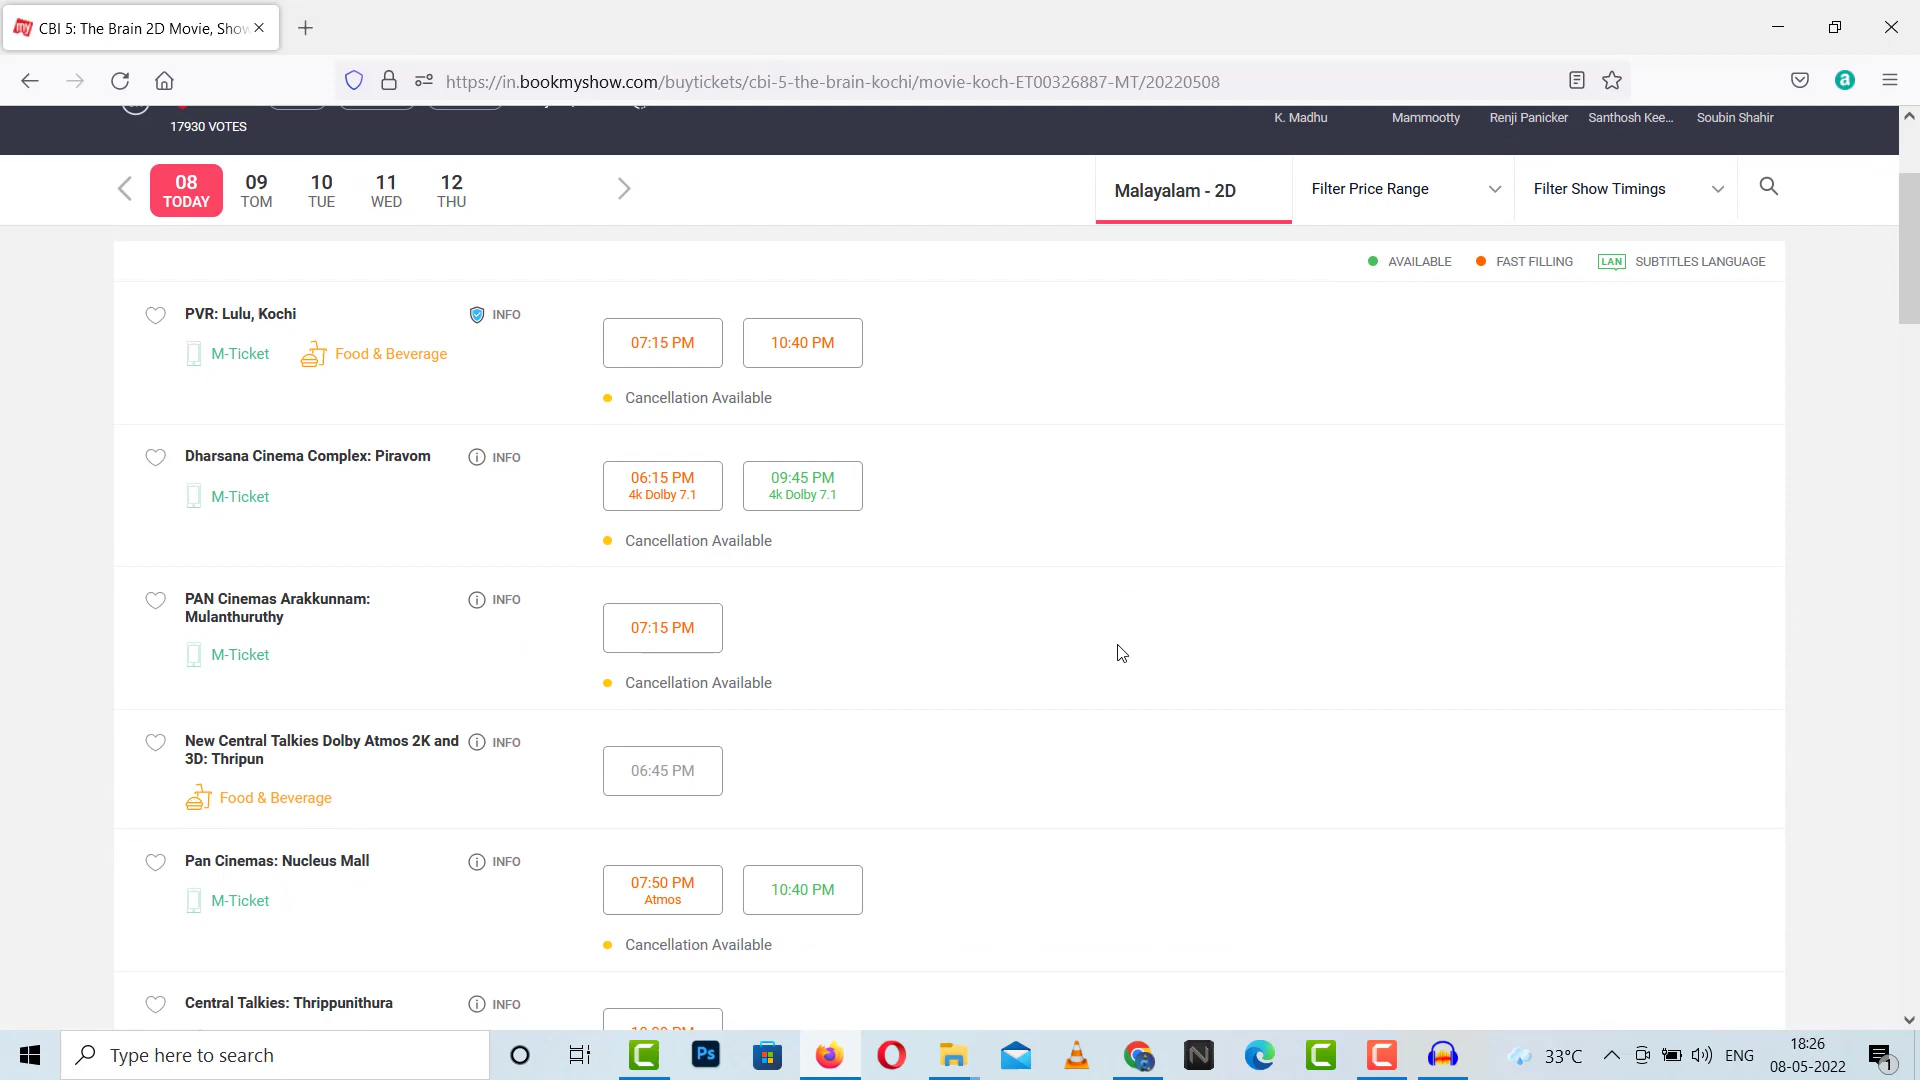 CBI 5: The Brain 2D Movie, Show
https://in.bookmyshow.com/buytickets/cbi-5-the-brain-kochi/movie-koch-ET00326887-MT/20220508
17930 VOTES
K. Madhu Mammootty Renji Panicker Santhosh Kee... Soubin Shahir
08 09 10 11 12
TODAY TOM TUE WED THU
Malayalam - 2D Filter Price Range Filter Show Timings
AVAILABLE FAST FILLING LAN SUBTITLES LANGUAGE
PVR: Lulu, Kochi INFO
M-Ticket Food & Beverage
07:15 PM 10:40 PM
Cancellation Available
Dharsana Cinema Complex: Piravom INFO
M-Ticket
06:15 PM 09:45 PM
4k Dolby 7.1 4k Dolby 7.1
Cancellation Available
PAN Cinemas Arakkunnam: INFO
Mulanthuruthy
M-Ticket
07:15 PM
Cancellation Available
New Central Talkies Dolby Atmos 2K and INFO
3D: Thripun
Food & Beverage
06:45 PM
Pan Cinemas: Nucleus Mall INFO
M-Ticket
07:50 PM 10:40 PM
Atmos
Cancellation Available
Central Talkies: Thrippunithura INFO
Type here to search
Ps
N
33°C ENG
18:26
08-05-2022
1